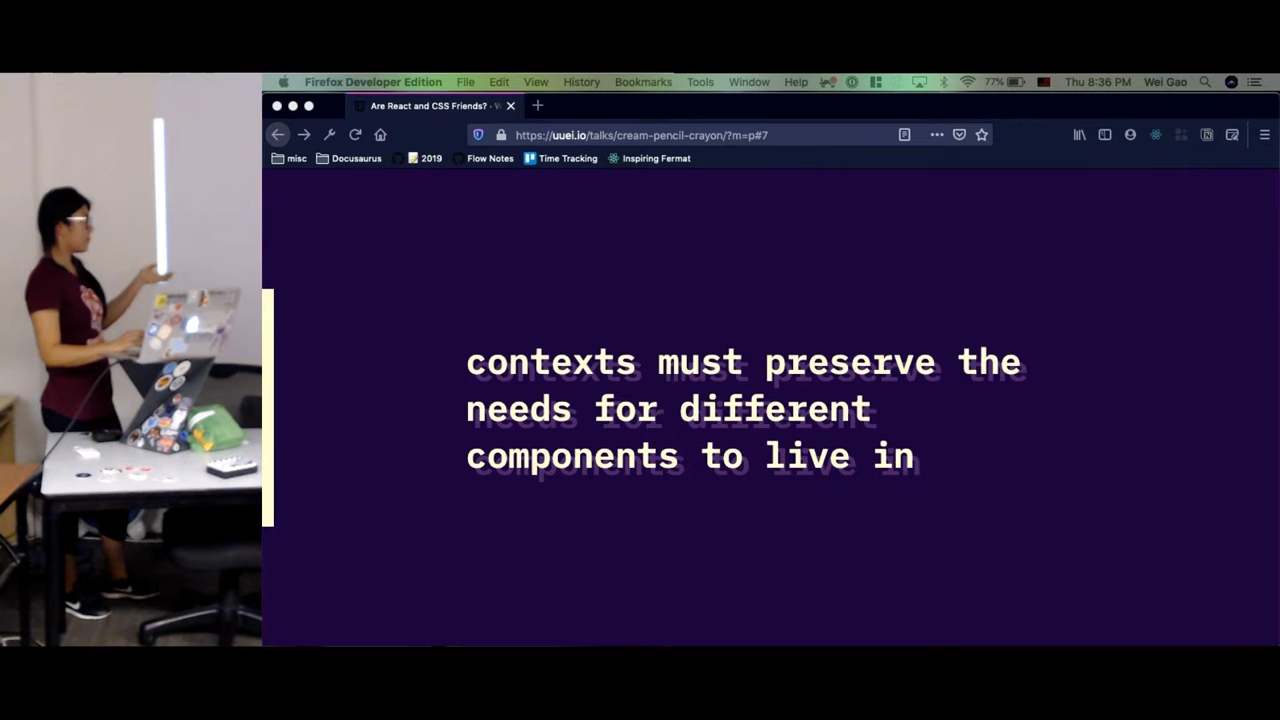 Firefox Developer Edition File Edit View History Bookmarks Tools Window Help 77% Thu 8:36 PM Wei Gao
Are React and CSS Friends? · W
https://uuei.io/talks/cream-pencil-crayon/?m=p#7
misc Docusaurus 2019 Flow Notes Time Tracking Inspiring Fermat
contexts must preserve the
needs for different
components to live in